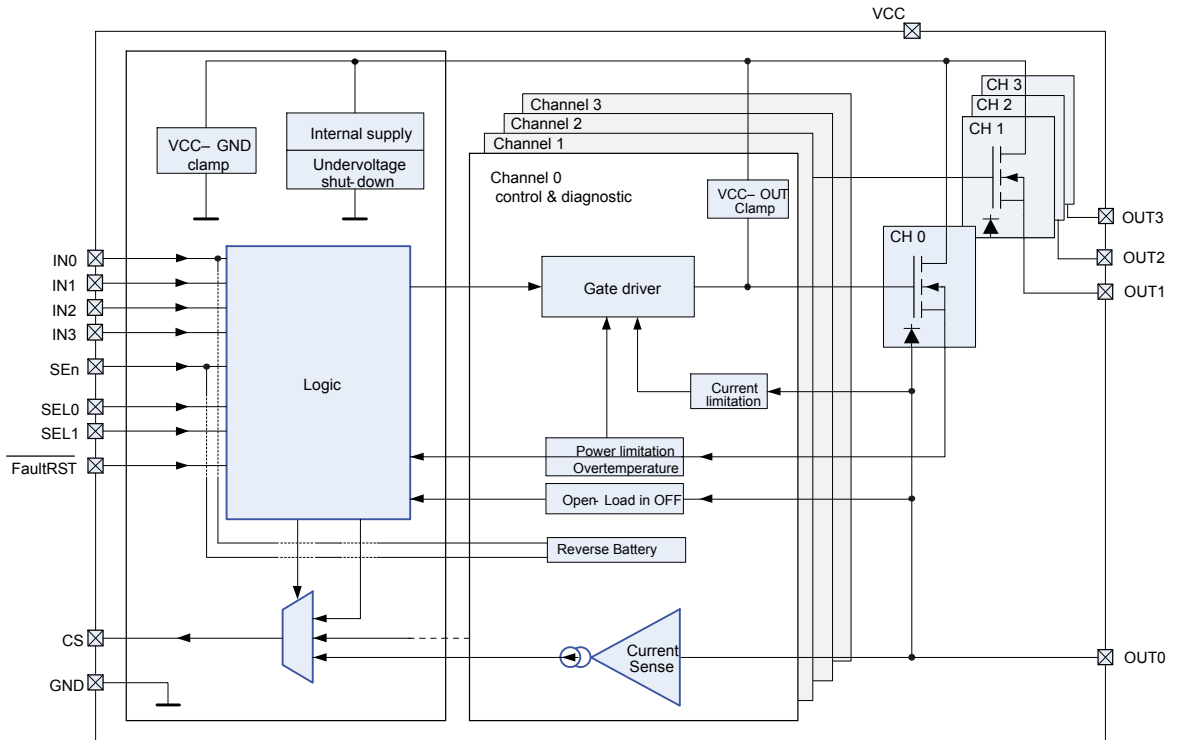 VCC
CH 3
CH 2
CH 1
Channel 3
Channel 2
Channel 1
Internal supply
Undervoltage
shut-down
VCC– GND
clamp
Channel 0
control & diagnostic
VCC– OUT
Clamp
OUT3
OUT2
OUT1
CH 0
IN0
IN1
IN2
IN3
SEn
SEL0
SEL1
FaultRST
Logic
Gate driver
Current
limitation
Power limitation
Overtemperature
Open- Load in OFF
Reverse Battery
CS
GND
Current
Sense
OUT0